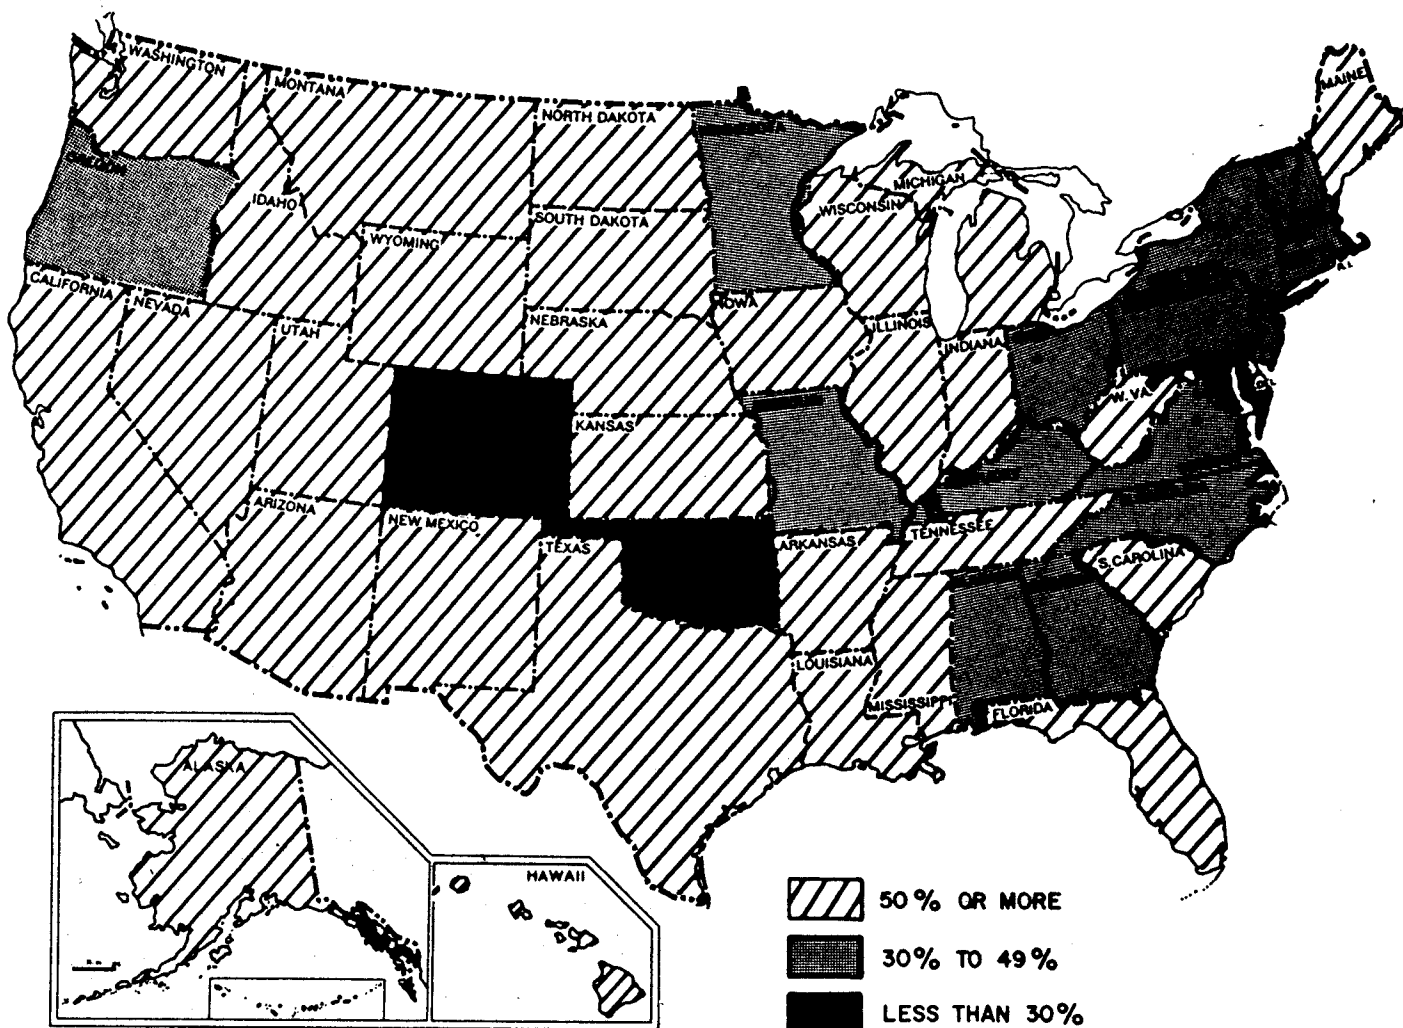 WASHINGTON
MONTANA
MAINE
NORTH DAKOTA
MINNESOTA
OREGON
MICHIGAN
IDAHO
WISCONSIN
SOUTH DAKOTA
WYOMING
CALIFORNIA
NEVADA
IOWA
UTAH
NEBRASKA
ILLINOIS
INDIANA
W. VA.
KANSAS
ARIZONA
NEW MEXICO
TEXAS
ARKANSAS
TENNESSEE
S. CAROLINA
LOUISIANA
MISSISSIPPI
FLORIDA
ALASKA
HAWAII
50% OR MORE
30% TO 49%
LESS THAN 30%